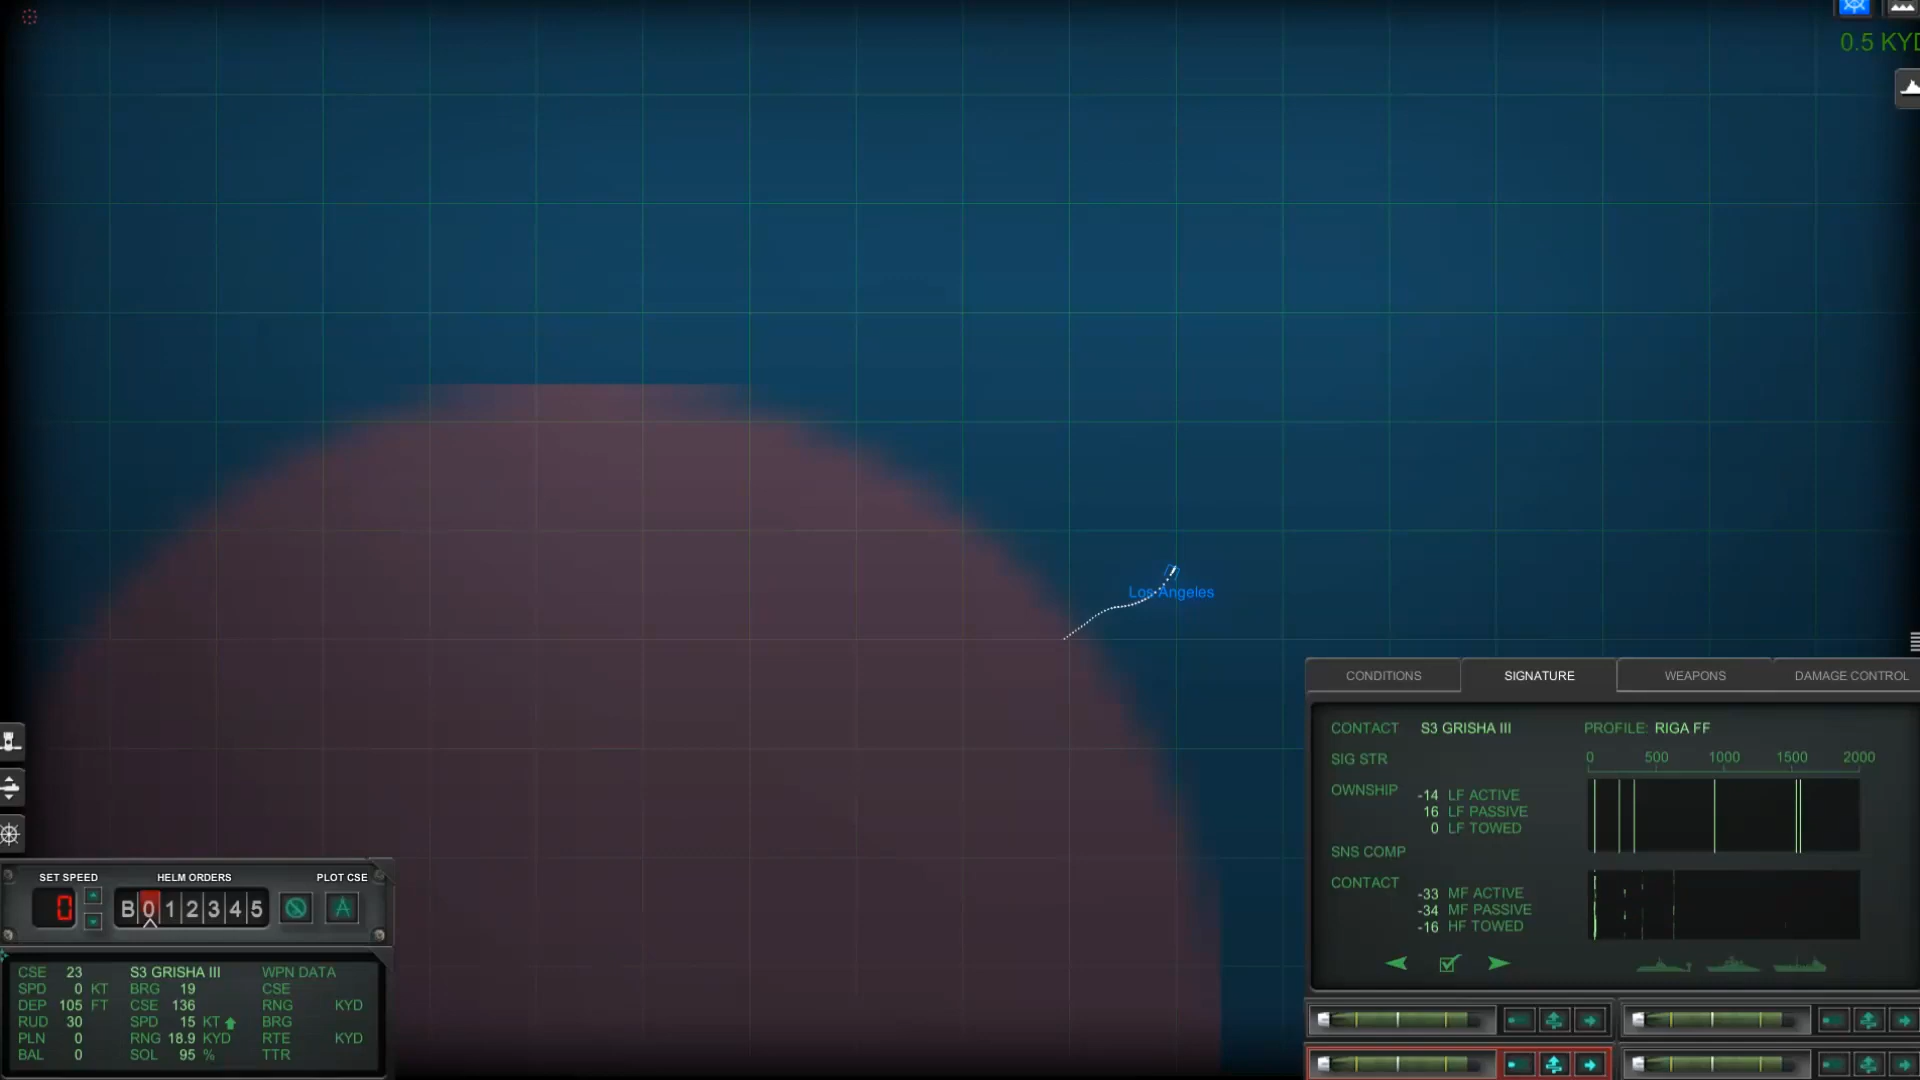 0.5 KYD
Los Angeles
CONDITIONS SIGNATURE WEAPONS DAMAGE CONTROL
CONTACT S3 GRISHA III PROFILE: RIGA FF
SIG STR 0 500 1000 1500 2000
OWNSHIP -14 LF ACTIVE
16 LF PASSIVE
0 LF TOWED
SNS COMP
CONTACT -33 MF ACTIVE
-34 MF PASSIVE
-16 HF TOWED
SET SPEED HELM ORDERS PLOT CSE
0 B 0 1 2 3 4 5
CSE 23 S3 GRISHA III WPN DATA
SPD 0 KT BRG 19 CSE
DEP 105 FT CSE 136 RNG KYD
RUD 30 SPD 15 KT BRG
PLN 0 RNG 18.9 KYD RTE KYD
BAL 0 SOL 95 % TTR